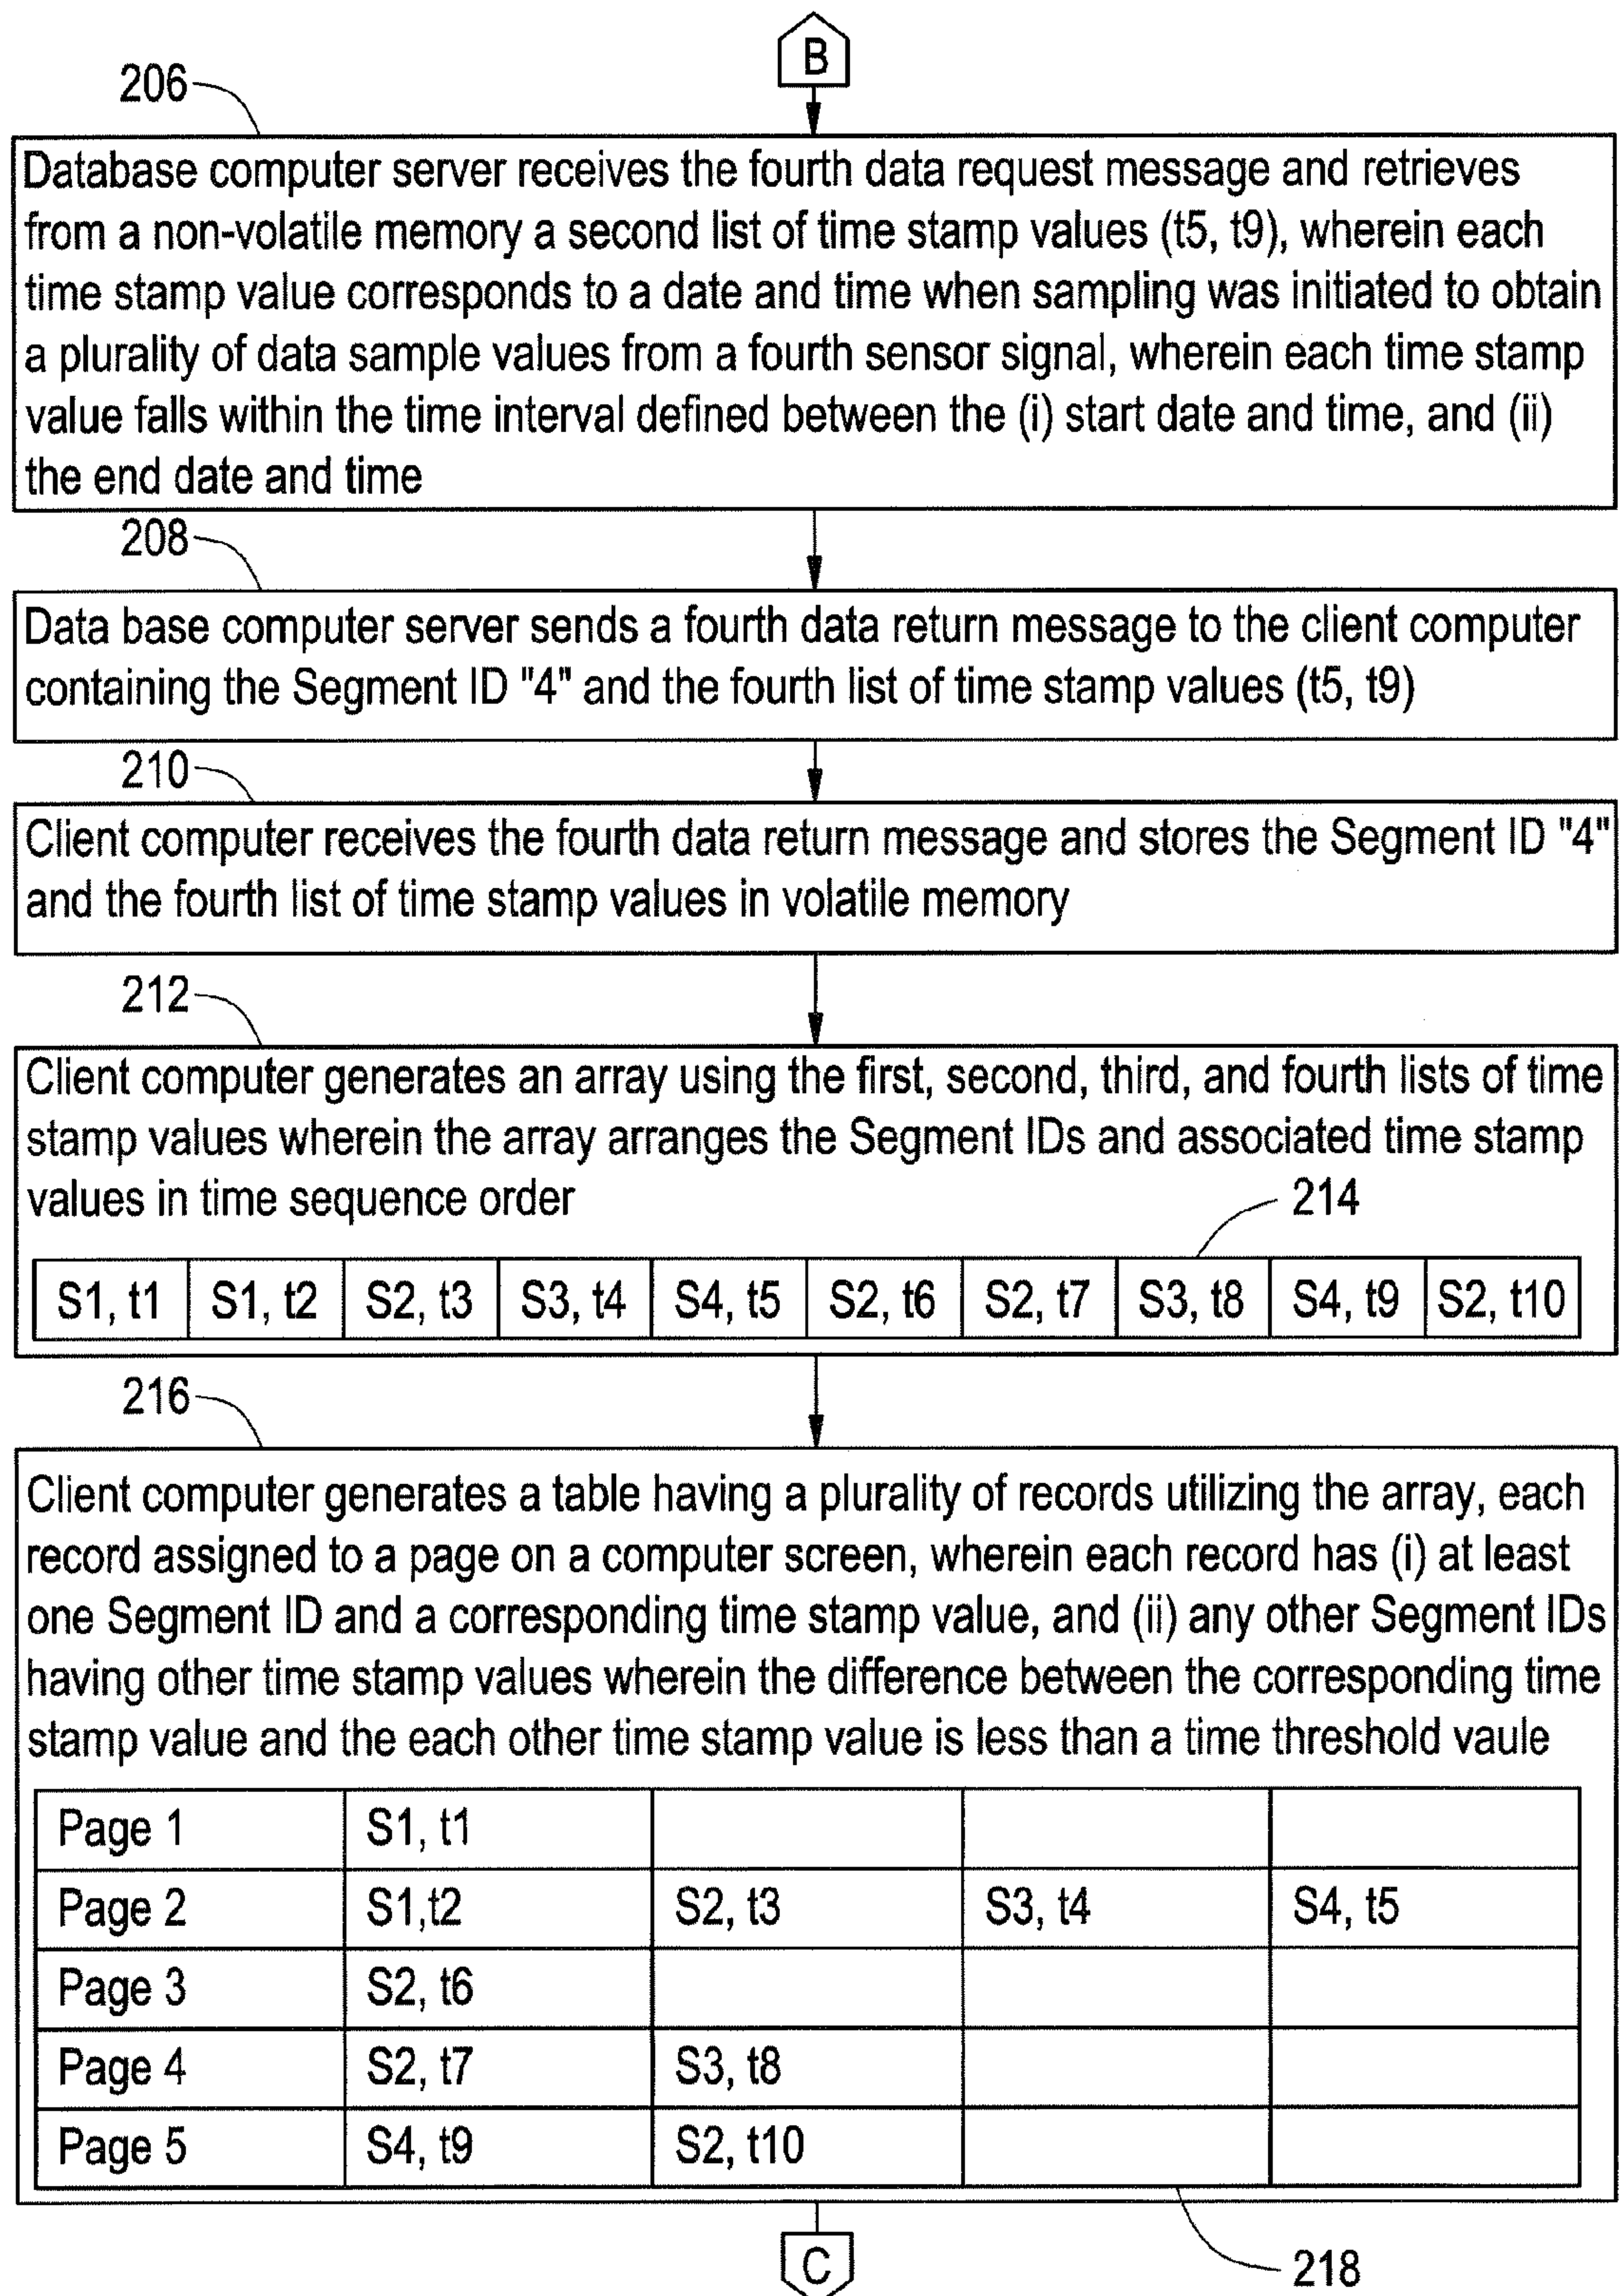 B
206
Database computer server receives the fourth data request message and retrieves
from a non-volatile memory a second list of time stamp values (t5, t9), wherein each
time stamp value corresponds to a date and time when sampling was initiated to obtain
a plurality of data sample values from a fourth sensor signal, wherein each time stamp
value falls within the time interval defined between the (i) start date and time, and (ii)
the end date and time
208
Data base computer server sends a fourth data return message to the client computer
containing the Segment ID "4" and the fourth list of time stamp values (t5, t9)
210
Client computer receives the fourth data return message and stores the Segment ID "4"
and the fourth list of time stamp values in volatile memory
212
Client computer generates an array using the first, second, third, and fourth lists of time
stamp values wherein the array arranges the Segment IDs and associated time stamp
values in time sequence order
214
S1, t1 S1, t2 S2, t3 S3, t4 S4, t5 S2, t6 S2, t7 S3, t8 S4, t9 S2, t10
216
Client computer generates a table having a plurality of records utilizing the array, each
record assigned to a page on a computer screen, wherein each record has (i) at least
one Segment ID and a corresponding time stamp value, and (ii) any other Segment IDs
having other time stamp values wherein the difference between the corresponding time
stamp value and the each other time stamp value is less than a time threshold vaule
Page 1 S1, t1
Page 2 S1,t2 S2, t3 S3, t4 S4, t5
Page 3 S2, t6
Page 4 S2, t7 S3, t8
Page 5 S4, t9 S2, t10
218
C